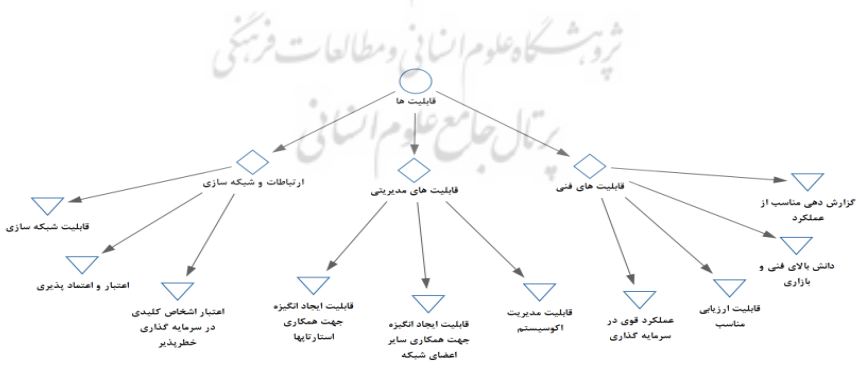 پژوهشگاه علوم انسانی و مطالعات فرهنگی
پرتال جامع علوم انسانی
قابلیت ها
ارتباطات و شبکه سازی
قابلیت های مدیریتی
قابلیت های فنی
گزارش دهی مناسب از
عملکرد
دانش بالای فنی و
بازاری
قابلیت ارزیابی
مناسب
عملکرد قوی در
سرمایه گذاری
قابلیت مدیریت
اکوسیستم
قابلیت ایجاد انگیزه
جهت همکاری سایر
اعضای شبکه
قابلیت ایجاد انگیزه
جهت همکاری
استارتاپها
اعتبار اشخاص کلیدی
در سرمایه گذاری
خطرپذیر
اعتبار و اعتماد پذیری
قابلیت شبکه سازی